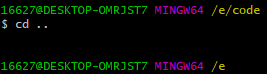 16627@DESKTOP-OMRJST7 MINGW64 /e/code
$ cd ..
16627@DESKTOP-OMRJST7 MINGW64 /e